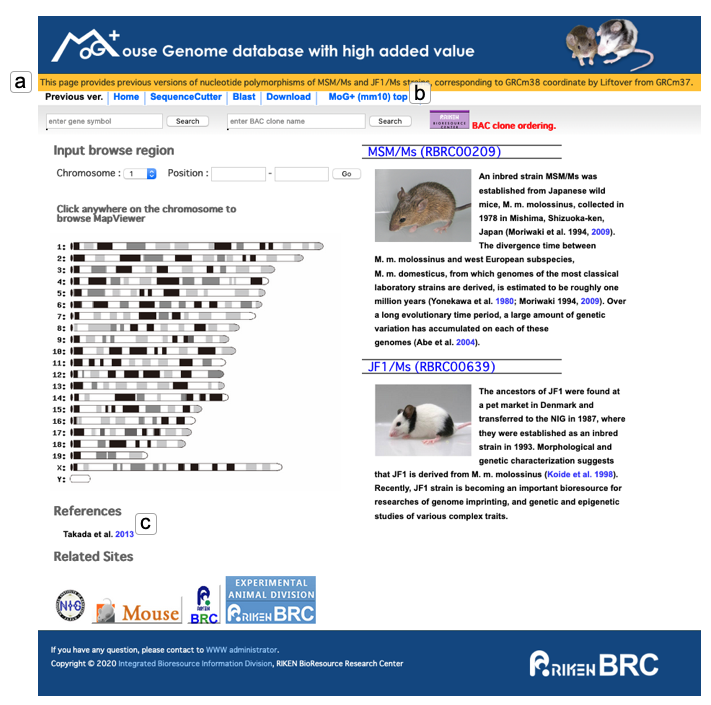 MoG+
ouse Genome database with high added value
a
This page provides previous versions of nucleotide polymorphisms of MSM/Ms and JF1/Ms strains, corresponding to GRCm38 coordinate by Liftover from GRCm37.
Previous ver. Home SequenceCutter Blast Download MoG+ (mm10) top
b
enter gene symbol Search enter BAC clone name Search RIKEN BIORESOURCE CENTER BAC clone ordering.
Input browse region
Chromosome : 1 Position : - Go
Click anywhere on the chromosome to
browse MapViewer
1:
2:
3:
4:
5:
6:
7:
8:
9:
10:
11:
12:
13:
14:
15:
16:
17:
18:
19:
X:
Y:
References
Takada et al. 2013
c
Related Sites
MSM/Ms (RBRC00209)
An inbred strain MSM/Ms was
established from Japanese wild
mice, M. m. molossinus, collected in
1978 in Mishima, Shizuoka-ken,
Japan (Moriwaki et al. 1994, 2009).
The divergence time between
M. m. molossinus and west European subspecies,
M. m. domesticus, from which genomes of the most classical
laboratory strains are derived, is estimated to be roughly one
million years (Yonekawa et al. 1980; Moriwaki 1994, 2009). Over
a long evolutionary time period, a large amount of genetic
variation has accumulated on each of these
genomes (Abe et al. 2004).
JF1/Ms (RBRC00639)
The ancestors of JF1 were found at
a pet market in Denmark and
transferred to the NIG in 1987, where
they were established as an inbred
strain in 1993. Morphological and
genetic characterization suggests
that JF1 is derived from M. m. molossinus (Koide et al. 1998).
Recently, JF1 strain is becoming an important bioresource for
researches of genome imprinting, and genetic and epigenetic
studies of various complex traits.
NIG
Mouse
RIKEN
BRC
EXPERIMENTAL
ANIMAL DIVISION
RIKEN BRC
If you have any question, please contact to WWW administrator.
Copyright © 2020 Integrated Bioresource Information Division, RIKEN BioResource Research Center
RIKEN BRC